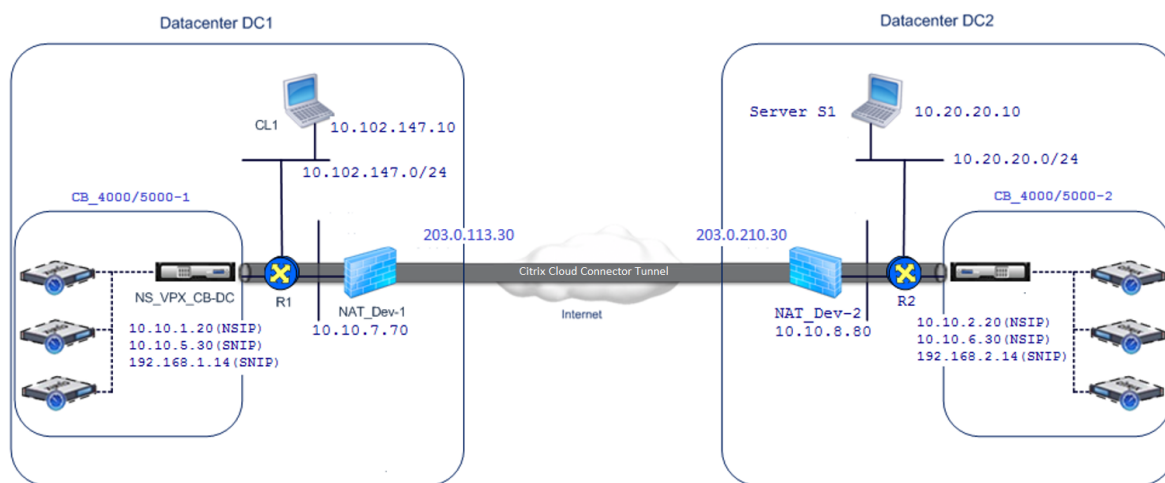 Datacenter DC1
Datacenter DC2
CL1
10.102.147.10
10.102.147.0/24
Server S1
10.20.20.10
10.20.20.0/24
CB_4000/5000-1
CB_4000/5000-2
203.0.113.30
203.0.210.30
Citrix Cloud Connector Tunnel
Internet
NS_VPX_CB-DC
R1
NAT_Dev-1
10.10.7.70
NAT_Dev-2
10.10.8.80
R2
10.10.1.20(NSIP)
10.10.5.30(SNIP)
192.168.1.14(SNIP)
10.10.2.20(NSIP)
10.10.6.30(NSIP)
192.168.2.14(SNIP)